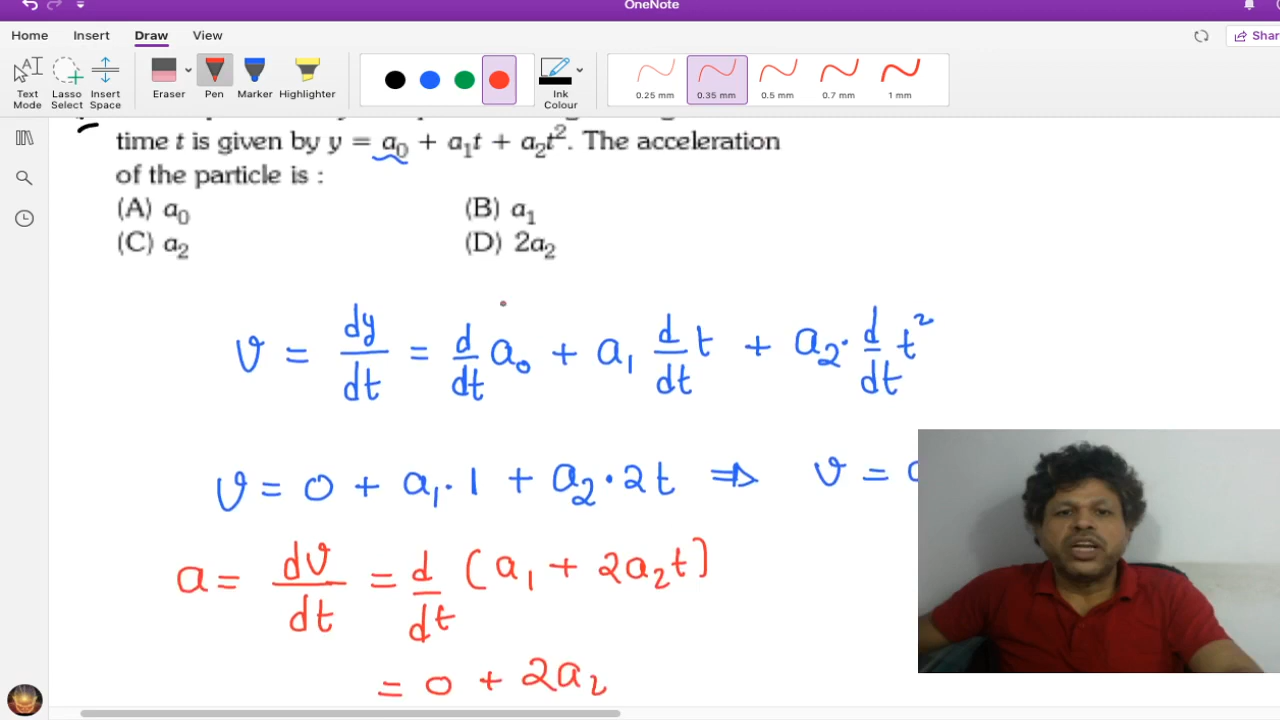 OneNote
Home Insert Draw View
Shar
Text Mode
Lasso Select
Insert Space
Eraser
Pen
Marker
Highlighter
Ink Colour
0.25 mm 0.35 mm 0.5 mm 0.7 mm 1 mm
time t is given by y = a₀ + a₁t + a₂t². The acceleration
of the particle is :
(A) a₀ (B) a₁
(C) a₂ (D) 2a₂
v = dy/dt = d/dt a₀ + a₁ d/dt t + a₂ · d/dt t²
v = 0 + a₁ · 1 + a₂ · 2t ⇒ v =
a = dv/dt = d/dt (a₁ + 2a₂t)
= 0 + 2a₂